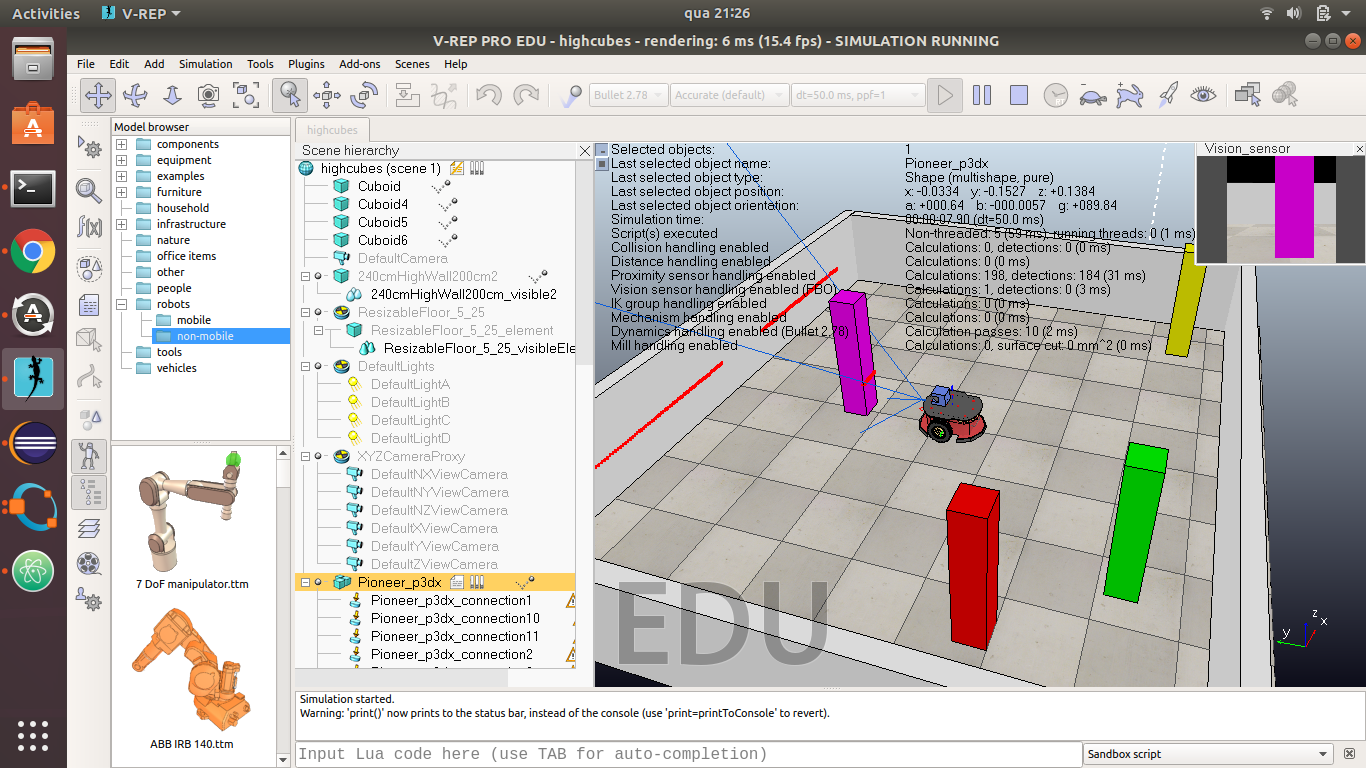 Activities V-REP qua 21:26
V-REP PRO EDU - highcubes - rendering: 6 ms (15.4 fps) - SIMULATION RUNNING
File Edit Add Simulation Tools Plugins Add-ons Scenes Help
Bullet 2.78 Accurate (default) dt=50.0 ms, ppf=1
Model browser
components
equipment
examples
furniture
household
infrastructure
nature
office items
other
people
robots
mobile
non-mobile
tools
vehicles
7 DoF manipulator.ttm
ABB IRB 140.ttm
highcubes
Scene hierarchy
highcubes (scene 1)
Cuboid
Cuboid4
Cuboid5
Cuboid6
DefaultCamera
240cmHighWall200cm2
240cmHighWall200cm_visible2
ResizableFloor_5_25
ResizableFloor_5_25_element
ResizableFloor_5_25_visibleEle
DefaultLights
DefaultLightA
DefaultLightB
DefaultLightC
DefaultLightD
XYZCameraProxy
DefaultNXViewCamera
DefaultNYViewCamera
DefaultNZViewCamera
DefaultXViewCamera
DefaultYViewCamera
DefaultZViewCamera
Pioneer_p3dx
Pioneer_p3dx_connection1
Pioneer_p3dx_connection10
Pioneer_p3dx_connection11
Pioneer_p3dx_connection2
Selected objects: 1
Last selected object name: Pioneer_p3dx
Last selected object type: Shape (multishape, pure)
Last selected object position: x: -0.0334 y: -0.1527 z: +0.1384
Last selected object orientation: a: +000.64 b: -000.0057 g: +089.84
Simulation time: 00:00:07.90 (dt=50.0 ms)
Script(s) executed Non-threaded: 5 (59 ms), running threads: 0 (1 ms)
Collision handling enabled Calculations: 0, detections: 0 (0 ms)
Distance handling enabled Calculations: 0 (0 ms)
Proximity sensor handling enabled Calculations: 198, detections: 184 (31 ms)
Vision sensor handling enabled (FBO) Calculations: 1, detections: 0 (3 ms)
IK group handling enabled Calculations: 0 (0 ms)
Mechanism handling enabled Calculations: 0 (0 ms)
Dynamics handling enabled (Bullet 2.78) Calculation passes: 10 (2 ms)
Mill handling enabled Calculations: 0, surface cut: 0 mm^2 (0 ms)
Vision_sensor
EDU
z
x
y
Simulation started.
Warning: 'print()' now prints to the status bar, instead of the console (use 'print=printToConsole' to revert).
Input Lua code here (use TAB for auto-completion)
Sandbox script